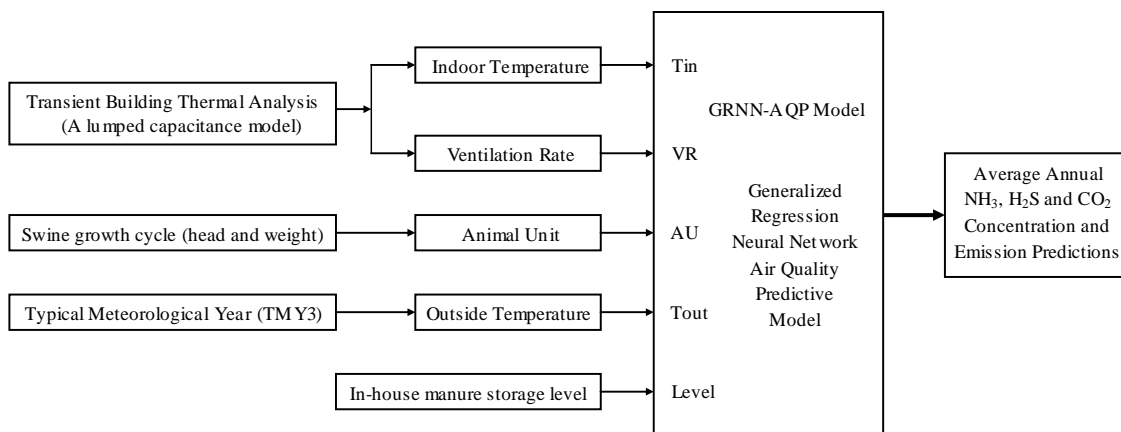 Transient Building Thermal Analysis
(A lumped capacitance model)
Indoor Temperature
Ventilation Rate
Swine growth cycle (head and weight)
Animal Unit
Typical Meteorological Year (TMY3)
Outside Temperature
In-house manure storage level
Tin
VR
AU
Tout
Level
GRNN-AQP Model
Generalized
Regression
Neural Network
Air Quality
Predictive
Model
Average Annual
NH₃, H₂S and CO₂
Concentration and
Emission Predictions